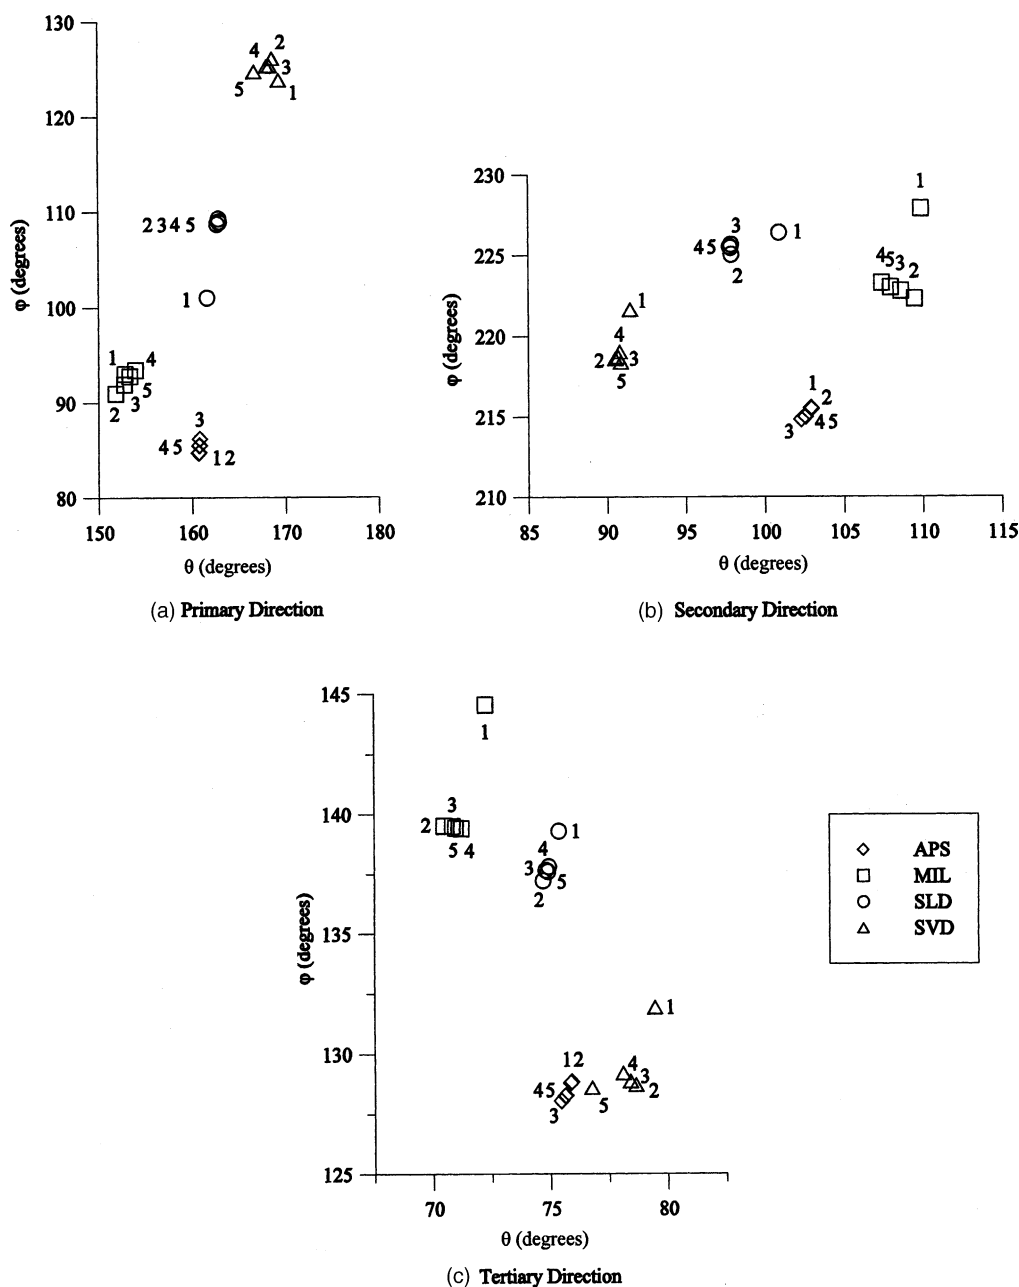 130
120
110
100
90
80
φ (degrees)
4 2
3
5
1
2 3 4 5
1
1 4
5
2 3
3
4 5
1 2
150 160 170 180
θ (degrees)
(a) Primary Direction
230
225
220
215
210
φ (degrees)
1
3
4 5
1
2
4 5 3 2
1
4
2 3
5
1
2
3 4 5
85 90 95 100 105 110 115
θ (degrees)
(b) Secondary Direction
145
140
135
130
125
φ (degrees)
1
3
2
5 4
1
4
3
5
2
1
1 2
4 5
3
4
3
2
5
70 75 80
θ (degrees)
(c) Tertiary Direction
APS
MIL
SLD
SVD